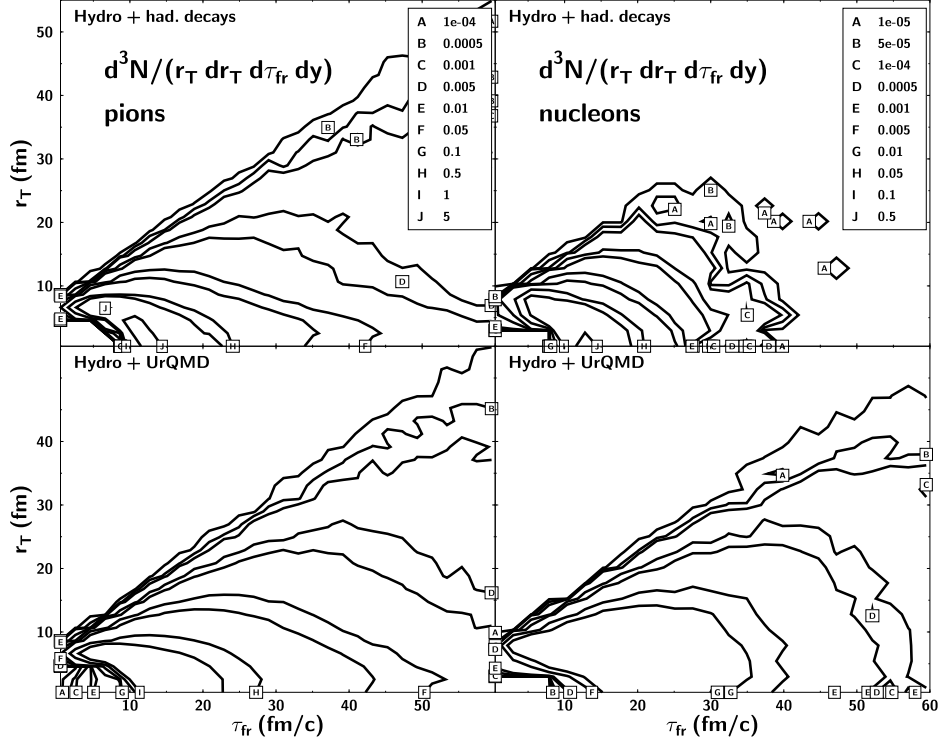 Hydro + had. decays
d³N/(r_T dr_T dτ_fr dy)
pions
A 1e-04
B 0.0005
C 0.001
D 0.005
E 0.01
F 0.05
G 0.1
H 0.5
I 1
J 5
Hydro + had. decays
d³N/(r_T dr_T dτ_fr dy)
nucleons
A 1e-05
B 5e-05
C 1e-04
D 0.0005
E 0.001
F 0.005
G 0.01
H 0.05
I 0.1
J 0.5
r_T (fm)
50
40
30
20
10
B
B
D
E
E
J
I
J
H
F
B
A
A
B
A
A
A
A
A
C
B
E
G
D
J
H
E
C
D
C
D
A
Hydro + UrQMD
Hydro + UrQMD
r_T (fm)
40
30
20
10
B
D
E
F
A
C
E
G
I
H
F
A
B
C
D
A
D
E
B
D
F
G
H
E
E
D
C
E
10 20 30 40 50
10 20 30 40 50 60
τ_fr (fm/c)
τ_fr (fm/c)